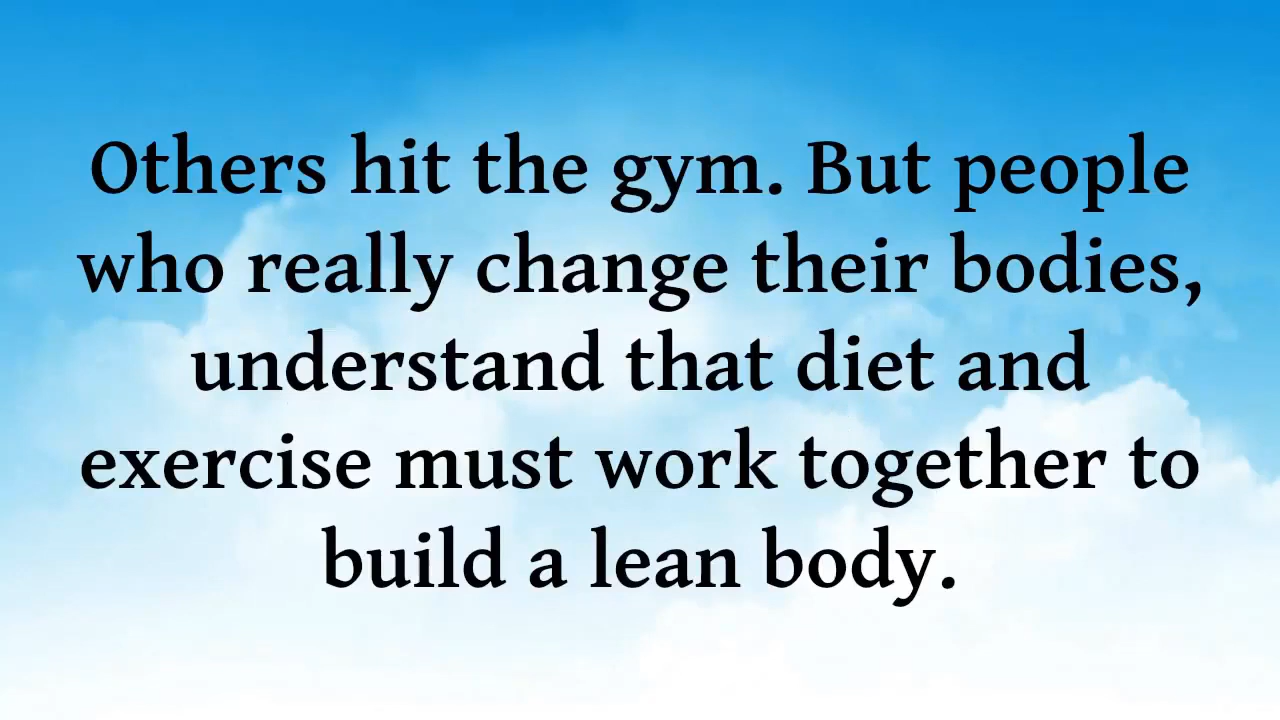 Others hit the gym. But people
who really change their bodies,
understand that diet and
exercise must work together to
build a lean body.